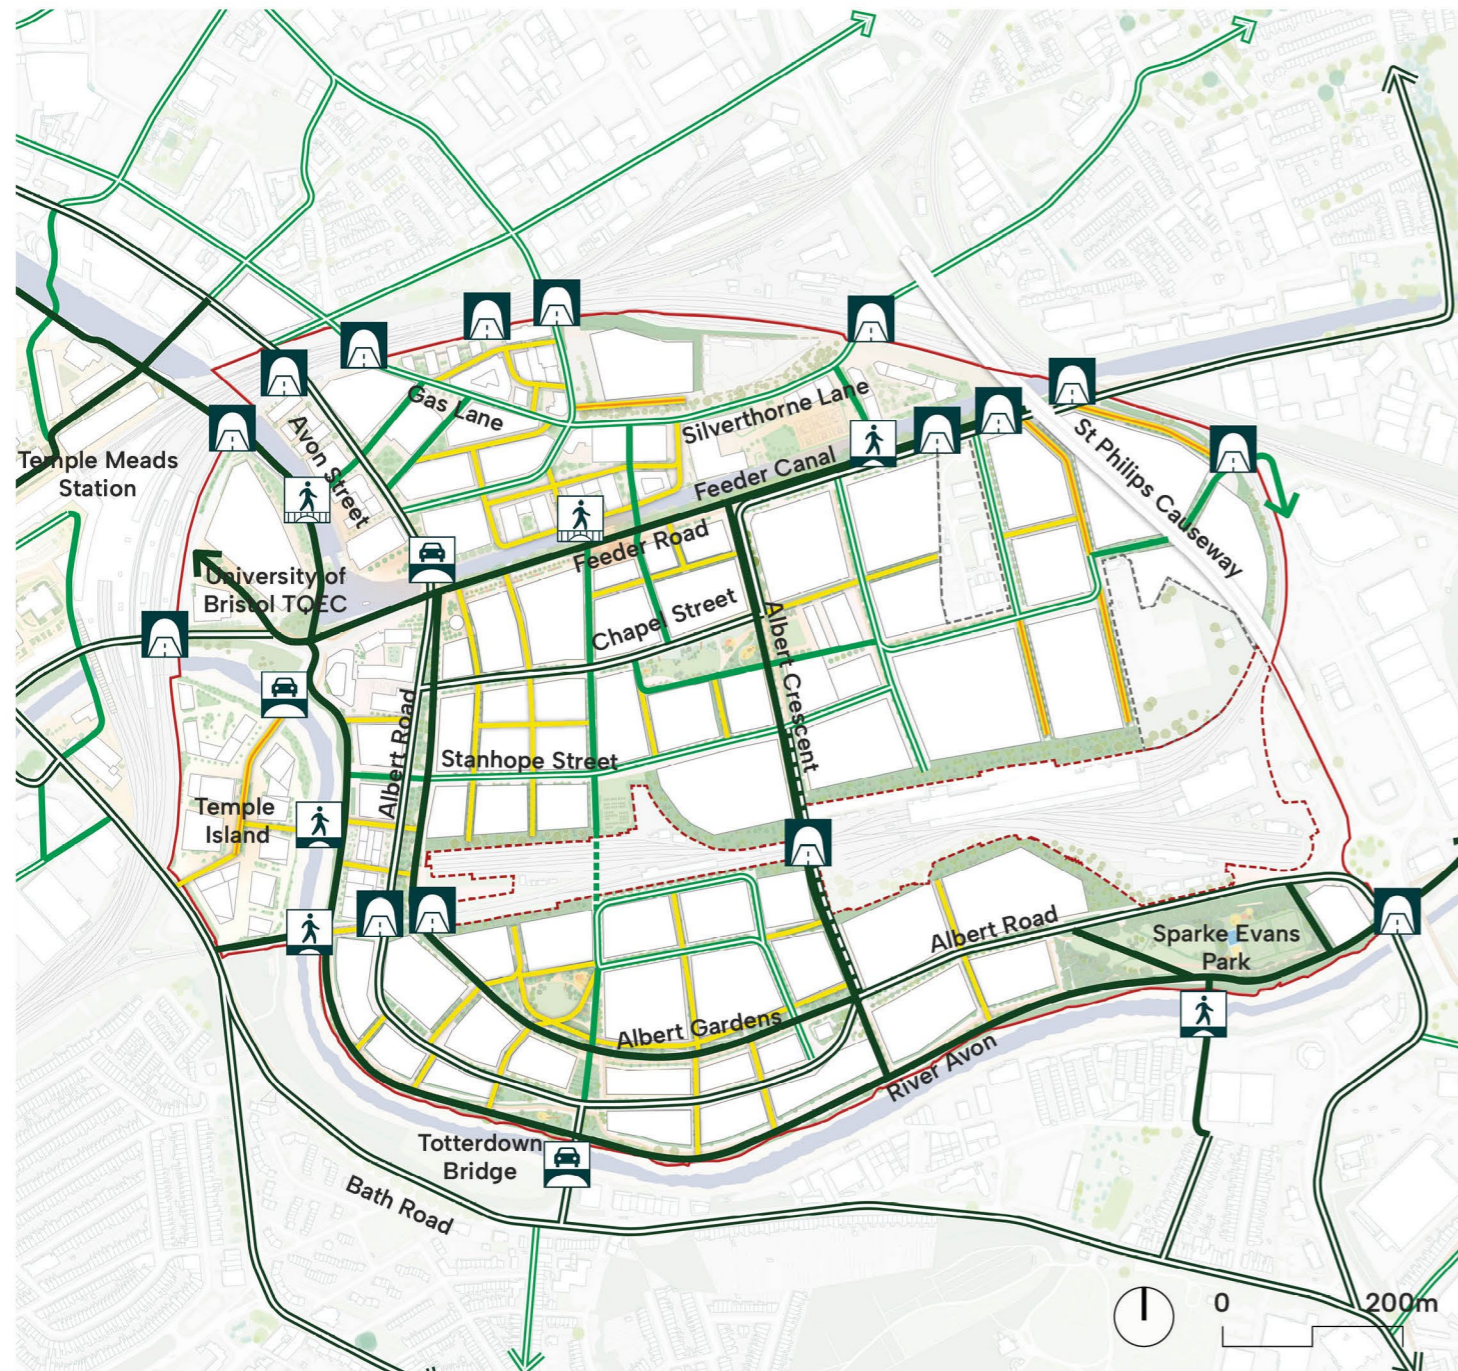 Gas Lane
Silverthorne Lane
Avon Street
Temple Meads
Station
Feeder Canal
St Philips Causeway
Feeder Road
University of
Bristol TQEC
Chapel Street
Albert Crescent
Albert Road
Stanhope Street
Temple
Island
Albert Road
Sparke Evans
Park
Albert Gardens
River Avon
Totterdown
Bridge
Bath Road
0 200m